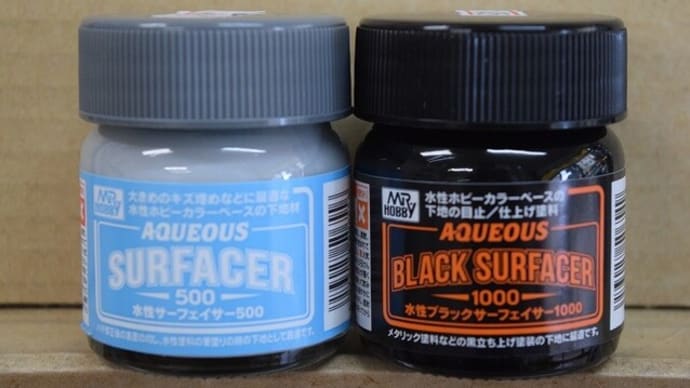 MR HOBBY
大きめのキズ埋めなどに最適な
水性ホビーカラーベースの下地材
AQUEOUS
SURFACER
500
水性サーフェイサー500
MR HOBBY
水性ホビーカラーベースの
下地の目止/仕上げ塗料
AQUEOUS
BLACK SURFACER
1000
水性ブラックサーフェイサー1000
メタリック塗料などの黒立ち上げ塗装の下地に最適です。